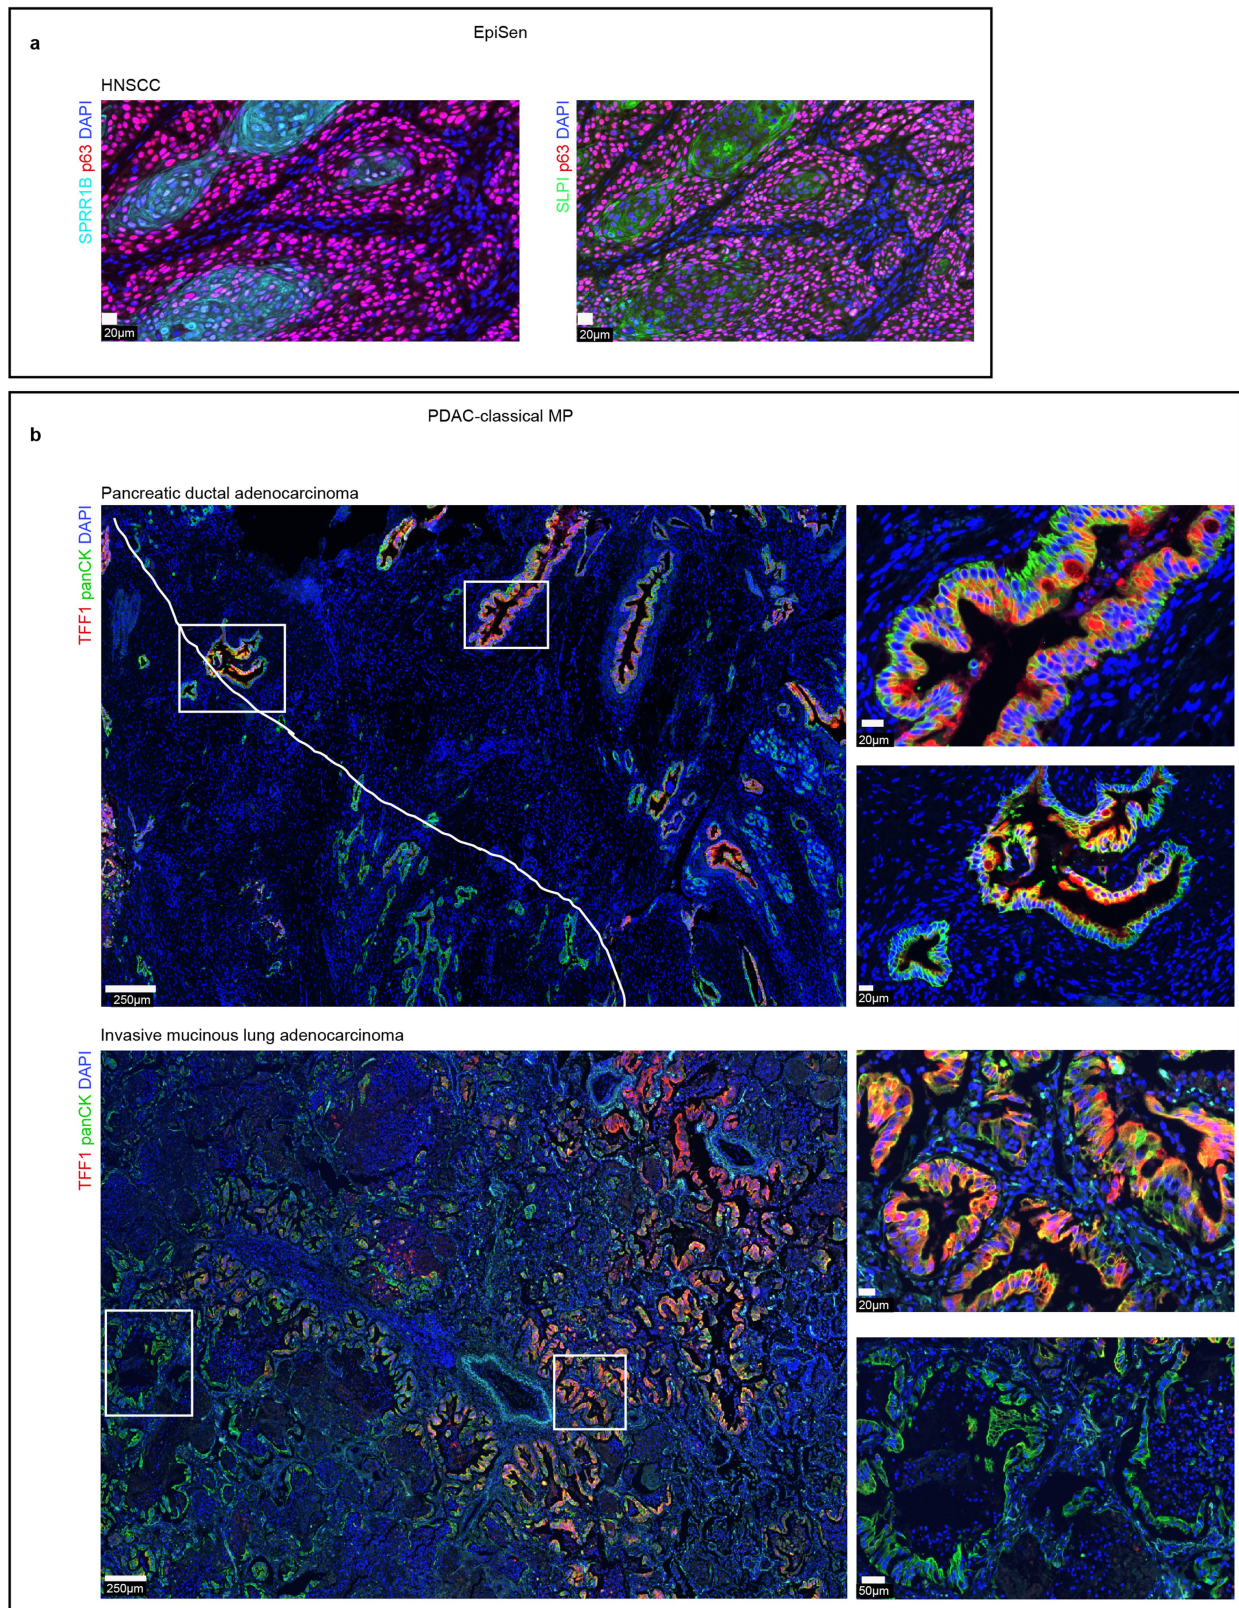 EpiSen
a
HNSCC
SPRR1B p63 DAPI
20µm
SLPI p63 DAPI
20µm
PDAC-classical MP
b
Pancreatic ductal adenocarcinoma
TFF1 panCK DAPI
250µm
20µm
20µm
Invasive mucinous lung adenocarcinoma
TFF1 panCK DAPI
250µm
20µm
50µm